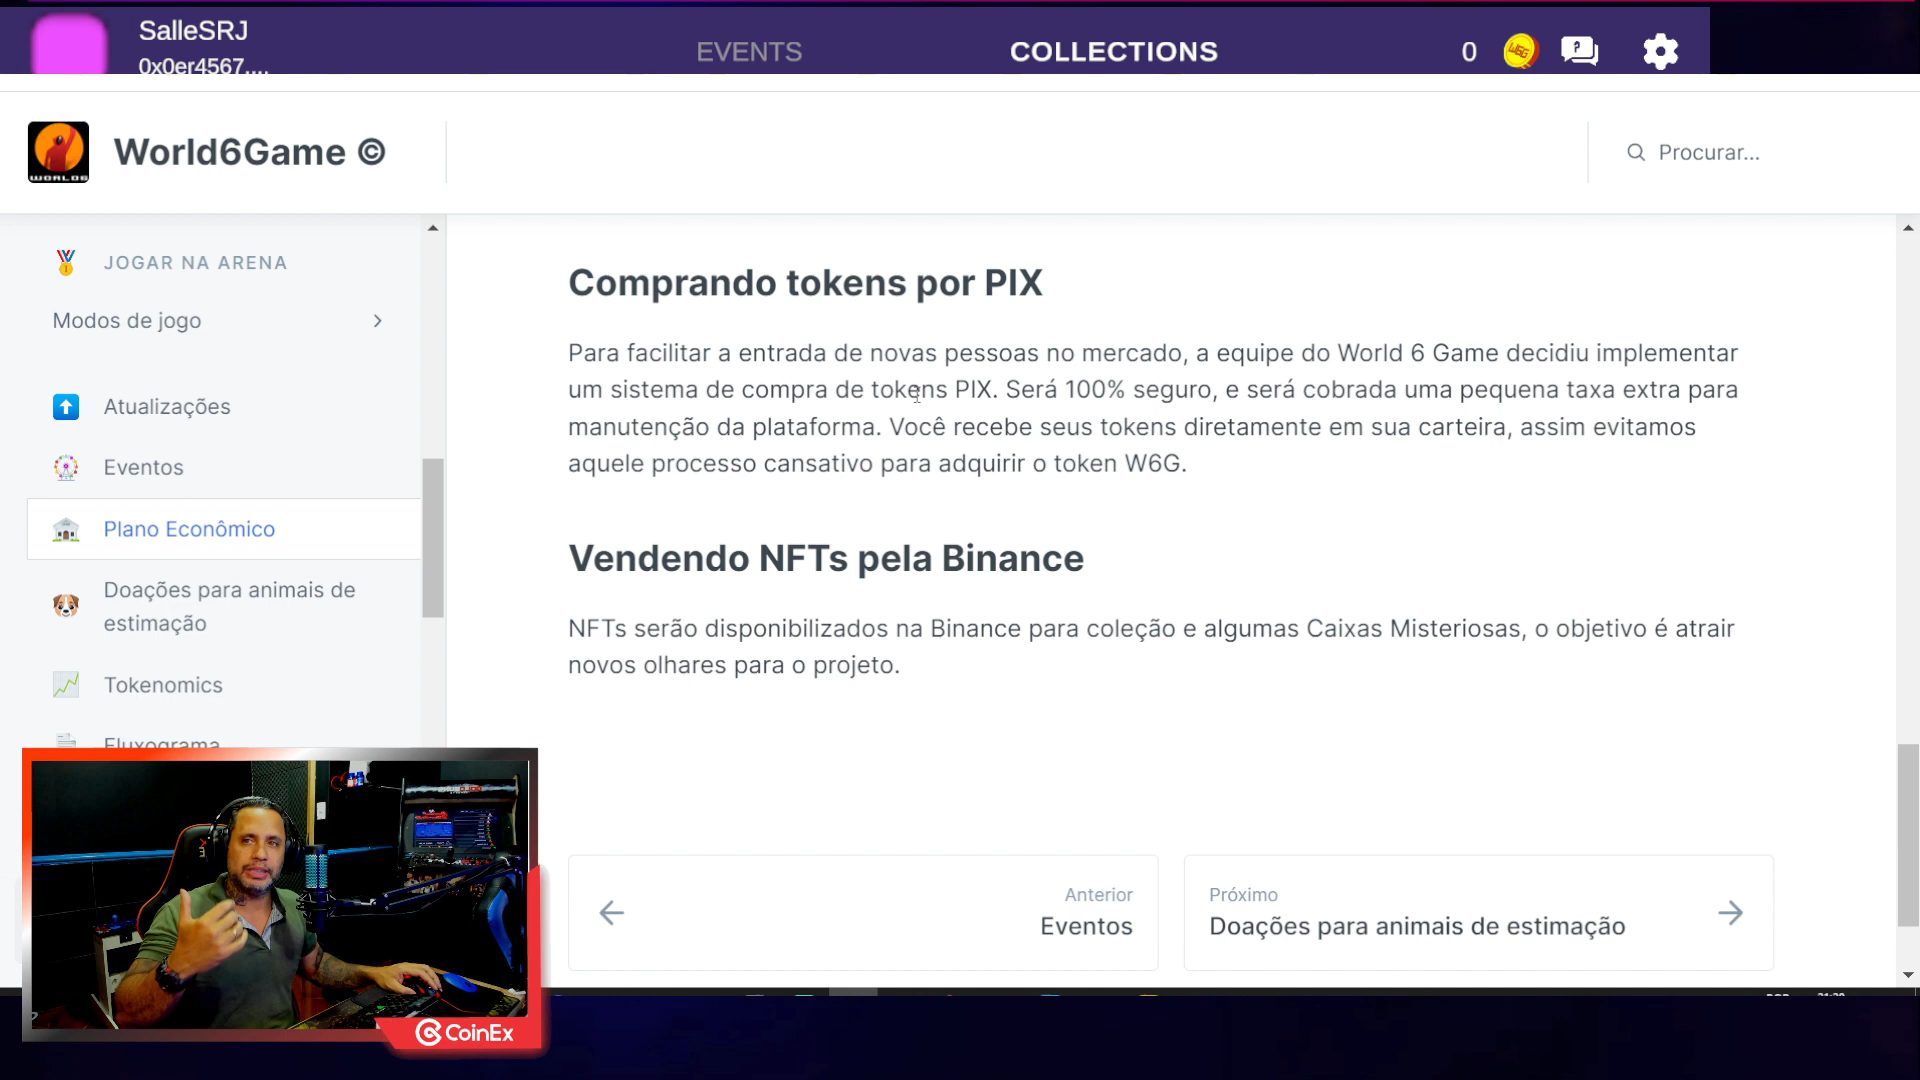 SalleSRJ
0x0er4567....
EVENTS
COLLECTIONS
0
W6G
World6Game ©
WORLD6
Procurar...
JOGAR NA ARENA
Modos de jogo
Atualizações
Eventos
Plano Econômico
Doações para animais de
estimação
Tokenomics
Fluxograma
Comprando tokens por PIX
Para facilitar a entrada de novas pessoas no mercado, a equipe do World 6 Game decidiu implementar
um sistema de compra de tokens PIX. Será 100% seguro, e será cobrada uma pequena taxa extra para
manutenção da plataforma. Você recebe seus tokens diretamente em sua carteira, assim evitamos
aquele processo cansativo para adquirir o token W6G.
Vendendo NFTs pela Binance
NFTs serão disponibilizados na Binance para coleção e algumas Caixas Misteriosas, o objetivo é atrair
novos olhares para o projeto.
Anterior
Eventos
Próximo
Doações para animais de estimação
CoinEx